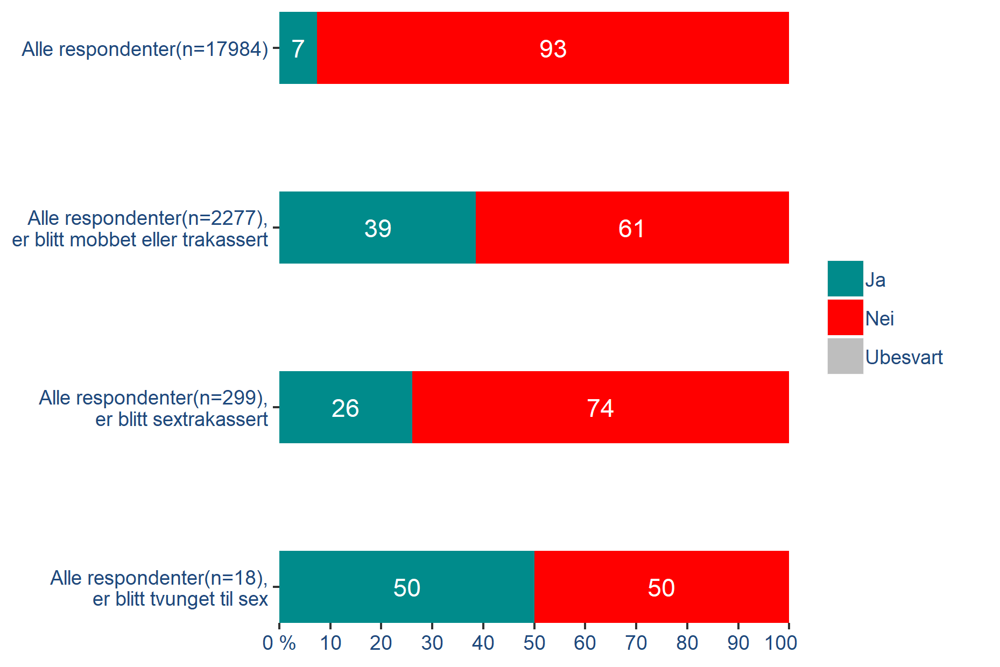 Alle respondenter(n=17984)
7
93
Alle respondenter(n=2277),
er blitt mobbet eller trakassert
39
61
Alle respondenter(n=299),
er blitt sextrakassert
26
74
Alle respondenter(n=18),
er blitt tvunget til sex
50
50
0 % 10 20 30 40 50 60 70 80 90 100
Ja
Nei
Ubesvart